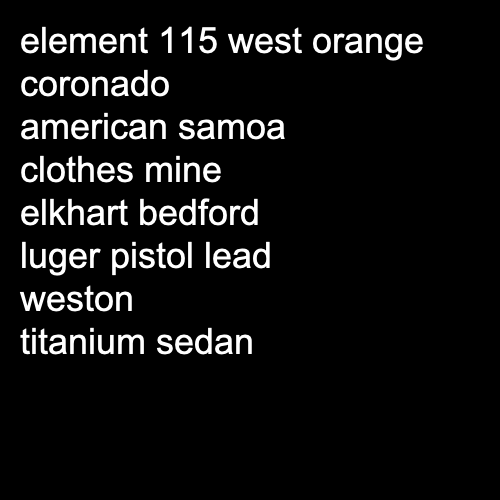 element 115 west orange
coronado
american samoa
clothes mine
elkhart bedford
luger pistol lead
weston
titanium sedan